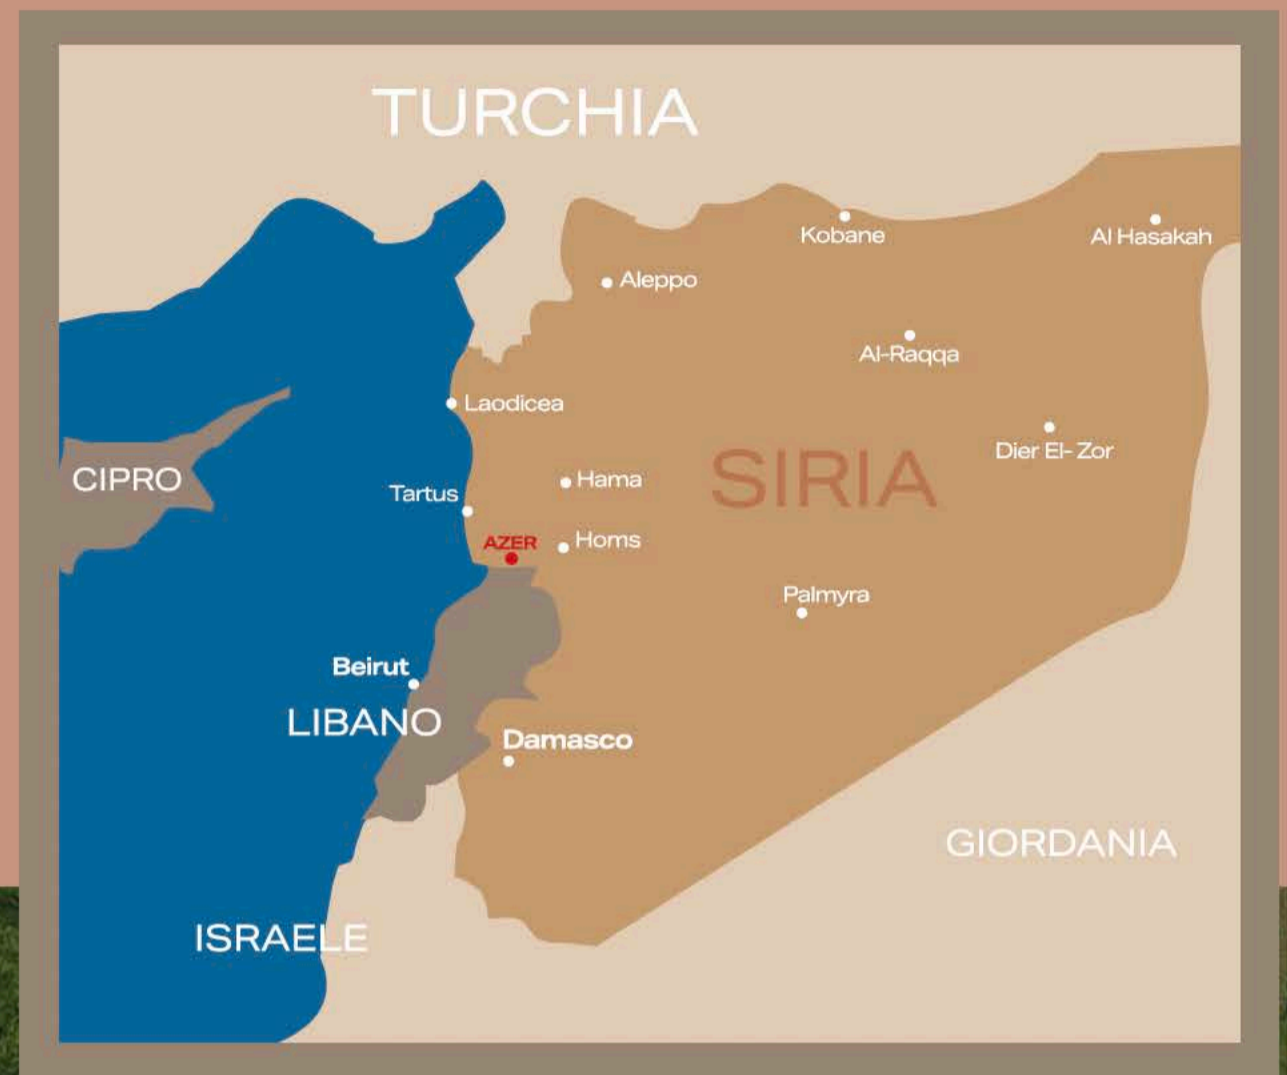 TURCHIA
Kobane
Al Hasakah
Aleppo
Al-Raqqa
Laodicea
Dier El- Zor
CIPRO
Hama
SIRIA
Tartus
AZER
Homs
Palmyra
Beirut
LIBANO
Damasco
GIORDANIA
ISRAELE